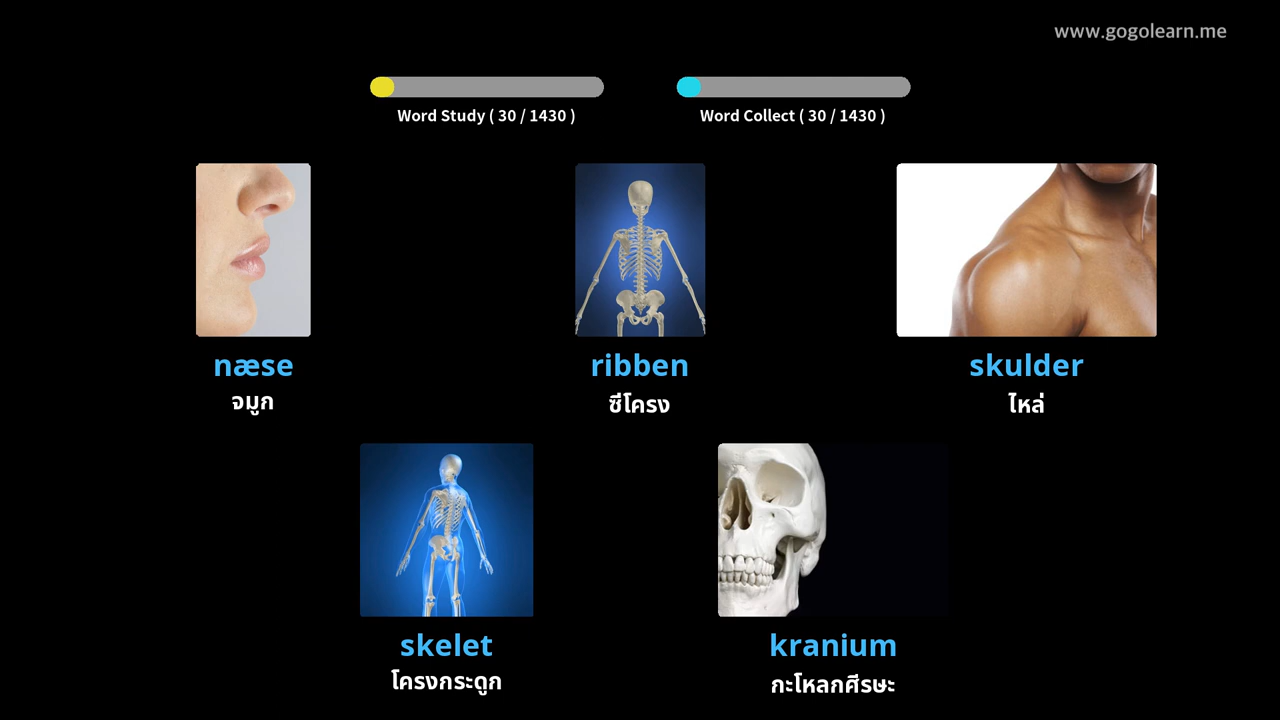 www.gogolearn.me
Word Study ( 30 / 1430 )
Word Collect ( 30 / 1430 )
næse
จมูก
ribben
ซี่โครง
skulder
ไหล่
skelet
โครงกระดูก
kranium
กะโหลกศีรษะ